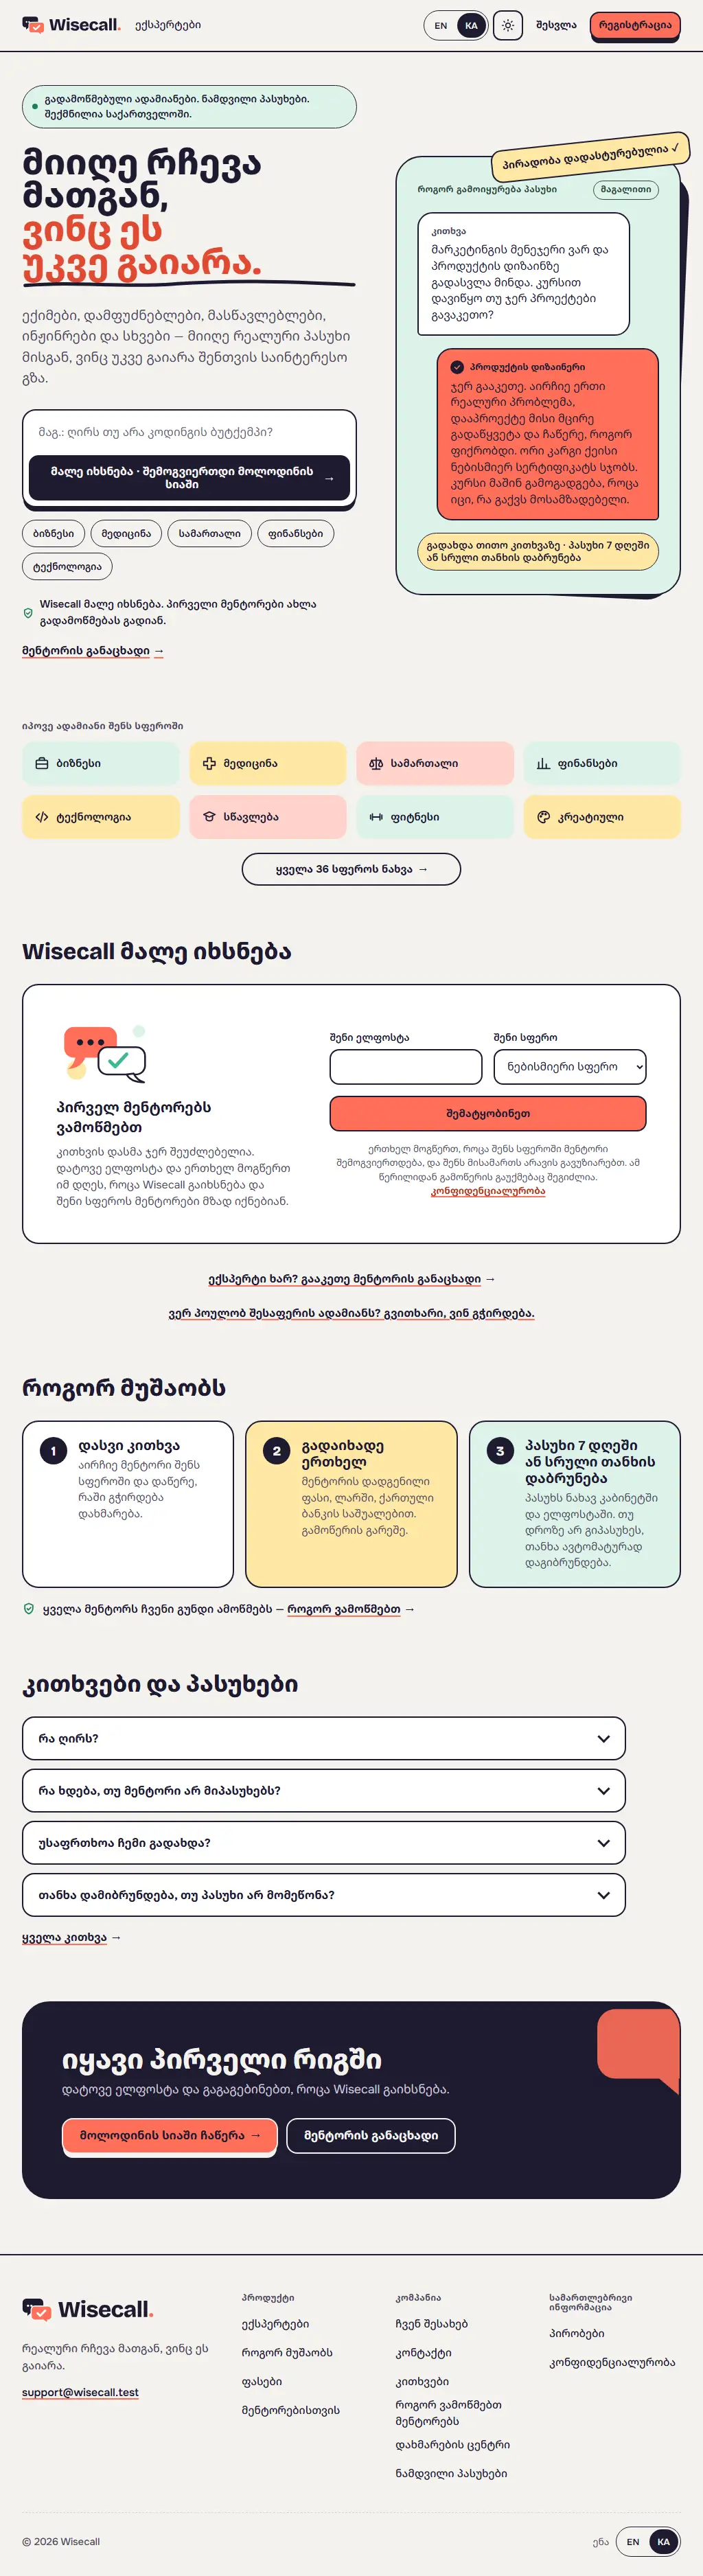 Wisecall.
ექსპერტები
EN
KA
შესვლა
რეგისტრაცია
გადამოწმებული ადამიანები. ნამდვილი პასუხები.
შექმნილია საქართველოში.
მიიღე რჩევა
მათგან,
ვინც ეს
უკვე გაიარა.
ექიმები, დამფუძნებლები, მასწავლებლები,
ინჟინრები და სხვები — მიიღე რეალური პასუხი
მისგან, ვინც უკვე გაიარა შენთვის საინტერესო
გზა.
მაგ.: ღირს თუ არა კოდინგის ბუტქემპი?
მალე იხსნება · შემოგვიერთდი მოლოდინის
სიაში →
ბიზნესი
მედიცინა
სამართალი
ფინანსები
ტექნოლოგია
Wisecall მალე იხსნება. პირველი მენტორები ახლა
გადამოწმებას გადიან.
მენტორის განაცხადი →
პირადობა დადასტურებულია ✓
როგორ გამოიყურება პასუხი
მაგალითი
კითხვა
მარკეტინგის მენეჯერი ვარ და
პროდუქტის დიზაინზე
გადასვლა მინდა. კურსით
დავიწყო თუ ჯერ პროექტები
გავაკეთო?
პროდუქტის დიზაინერი
ჯერ გააკეთე. აირჩიე ერთი
რეალური პრობლემა,
დააპროექტე მისი მცირე
გადაწყვეტა და ჩაწერე, როგორ
ფიქრობდი. ორი კარგი ქეისი
ნებისმიერ სერტიფიკატს სჯობს.
კურსი მაშინ გამოგადგება, როცა
იცი, რა გაქვს მოსამზადებელი.
გადახდა თითო კითხვაზე · პასუხი 7 დღეში
ან სრული თანხის დაბრუნება
იპოვე ადამიანი შენს სფეროში
ბიზნესი
მედიცინა
სამართალი
ფინანსები
ტექნოლოგია
სწავლება
ფიტნესი
კრეატიული
ყველა 36 სფეროს ნახვა →
Wisecall მალე იხსნება
პირველ მენტორებს
ვამოწმებთ
კითხვის დასმა ჯერ შეუძლებელია.
დატოვე ელფოსტა და ერთხელ მოგწერთ
იმ დღეს, როცა Wisecall გაიხსნება და
შენი სფეროს მენტორები მზად იქნებიან.
შენი ელფოსტა
შენი სფერო
ნებისმიერი სფერო
შემატყობინეთ
ერთხელ მოგწერთ, როცა შენს სფეროში მენტორი
შემოგვიერთდება, და შენს მისამართს არავის გავუზიარებთ. ამ
წერილიდან გამოწერის გაუქმებაც შეგიძლია.
კონფიდენციალურობა
ექსპერტი ხარ? გააკეთე მენტორის განაცხადი →
ვერ პოულობ შესაფერის ადამიანს? გვითხარი, ვინ გჭირდება.
როგორ მუშაობს
1
დასვი კითხვა
აირჩიე მენტორი შენს
სფეროში და დაწერე,
რაში გჭირდება
დახმარება.
2
გადაიხადე
ერთხელ
მენტორის დადგენილი
ფასი, ლარში, ქართული
ბანკის საშუალებით.
გამოწერის გარეშე.
3
პასუხი 7 დღეში
ან სრული თანხის
დაბრუნება
პასუხს ნახავ კაბინეტში
და ელფოსტაში. თუ
დროზე არ გიპასუხეს,
თანხა ავტომატურად
დაგიბრუნდება.
ყველა მენტორს ჩვენი გუნდი ამოწმებს — როგორ ვამოწმებთ →
კითხვები და პასუხები
რა ღირს?
რა ხდება, თუ მენტორი არ მიპასუხებს?
უსაფრთხოა ჩემი გადახდა?
თანხა დამიბრუნდება, თუ პასუხი არ მომეწონა?
ყველა კითხვა →
იყავი პირველი რიგში
დატოვე ელფოსტა და გაგაგებინებთ, როცა Wisecall გაიხსნება.
მოლოდინის სიაში ჩაწერა →
მენტორის განაცხადი
Wisecall.
რეალური რჩევა მათგან, ვინც ეს
გაიარა.
support@wisecall.test
პროდუქტი
ექსპერტები
როგორ მუშაობს
ფასები
მენტორებისთვის
კომპანია
ჩვენ შესახებ
კონტაქტი
კითხვები
როგორ ვამოწმებთ
მენტორებს
დახმარების ცენტრი
ნამდვილი პასუხები
სამართლებრივი
ინფორმაცია
პირობები
კონფიდენციალურობა
© 2026 Wisecall
ენა
EN
KA